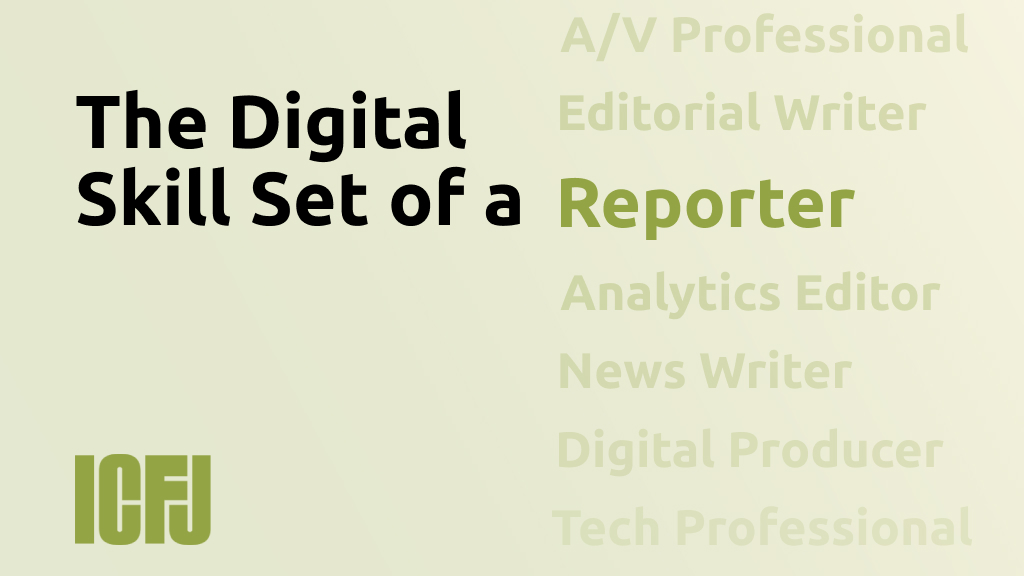 The Digital
Skill Set of a
A/V Professional
Editorial Writer
Reporter
Analytics Editor
News Writer
Digital Producer
Tech Professional
ICFJ